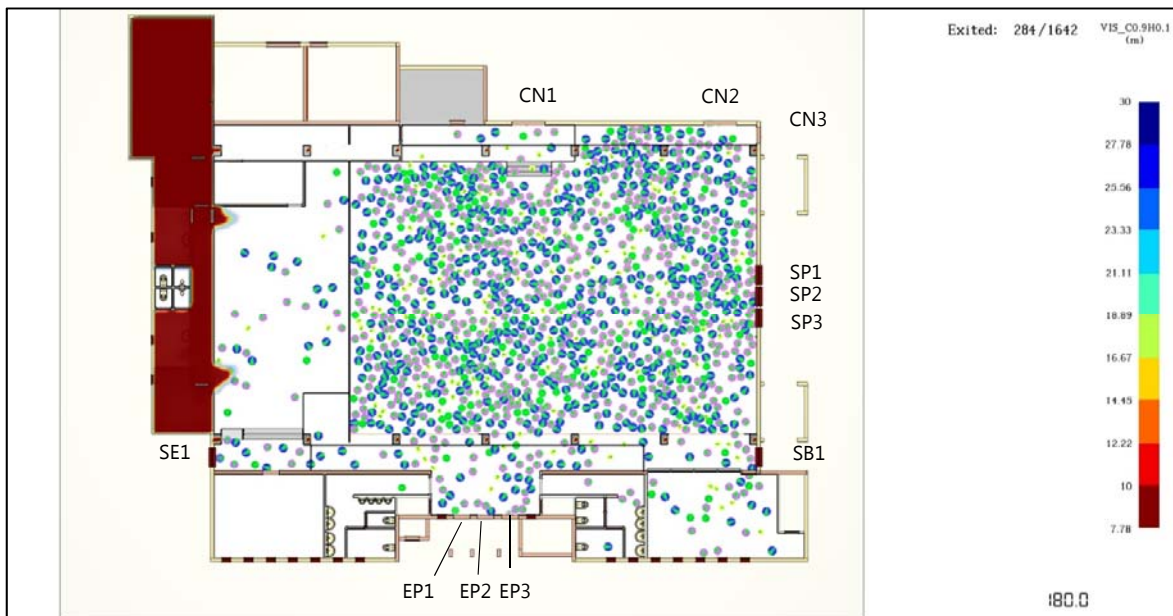 Exited: 284/1642
VIS_C0.9H0.1
(m)
CN1
CN2
CN3
30
27.78
25.56
23.33
21.11
18.89
16.67
14.45
12.22
10
7.78
SP1
SP2
SP3
SE1
SB1
EP1
EP2
EP3
180.0